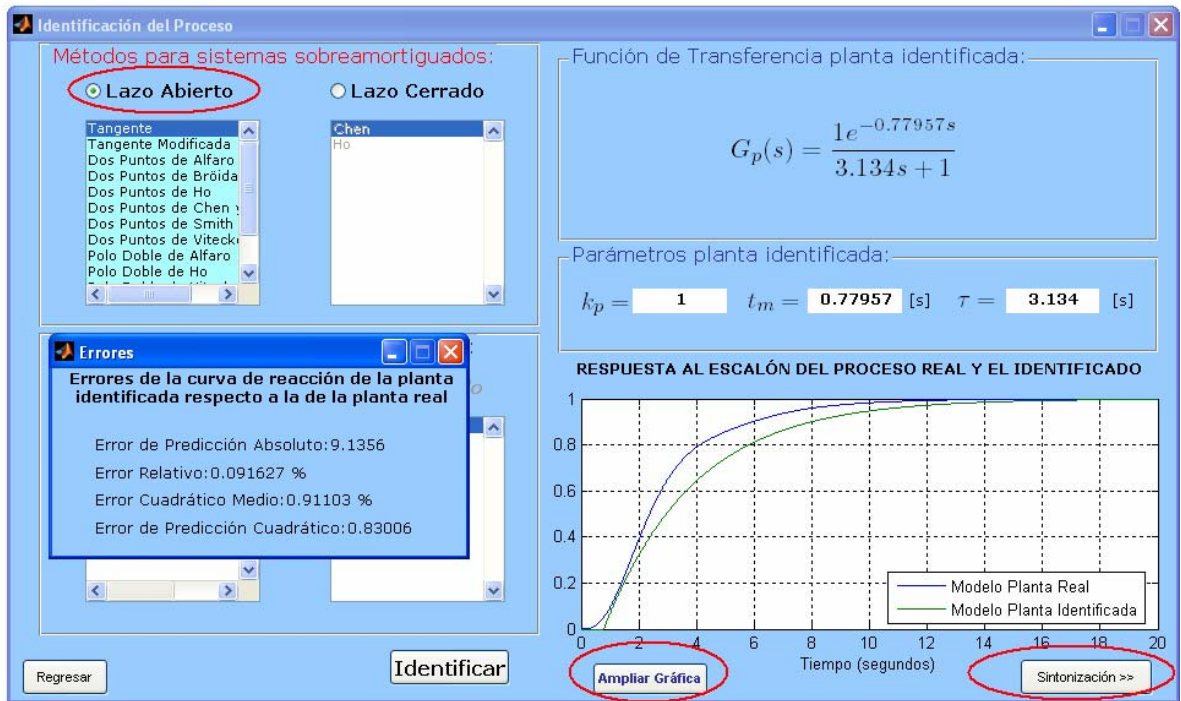 Identificación del Proceso
Métodos para sistemas sobreamortiguados:
Lazo Abierto
Lazo Cerrado
Tangente
Tangente Modificada
Dos Puntos de Alfaro
Dos Puntos de Bröida
Dos Puntos de Ho
Dos Puntos de Chen
Dos Puntos de Smith
Dos Puntos de
Polo Doble de Alfaro
Polo Doble de Ho
Chen
Ho
Función de Transferencia planta identificada:
G_p(s) = \frac{1e^{-0.77957s}}{3.134s + 1}
Parámetros planta identificada:
k_p = 1 t_m = 0.77957 [s] τ = 3.134 [s]
Errores
Errores de la curva de reacción de la planta
identificada respecto a la de la planta real
Error de Predicción Absoluto:9.1356
Error Relativo:0.091627 %
Error Cuadrático Medio:0.91103 %
Error de Predicción Cuadrático:0.83006
RESPUESTA AL ESCALÓN DEL PROCESO REAL Y EL IDENTIFICADO
1
0.8
0.6
0.4
0.2
0
0 2 4 6 8 10 12 14 16 18 20
Modelo Planta Real
Modelo Planta Identificada
Tiempo (segundos)
Regresar
Identificar
Ampliar Gráfica
Sintonización >>